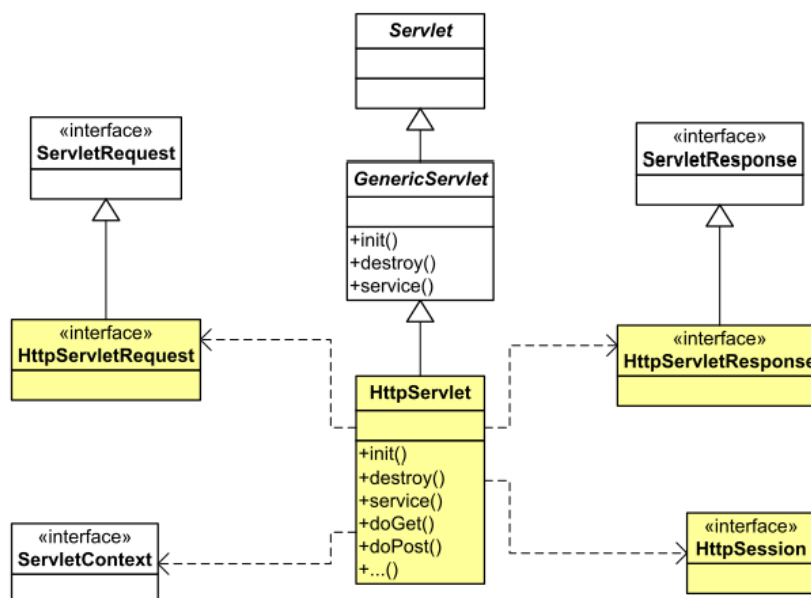 Servlet
«interface»
ServletRequest
«interface»
ServletResponse
GenericServlet
+init()
+destroy()
+service()
«interface»
HttpServletRequest
«interface»
HttpServletResponse
HttpServlet
+init()
+destroy()
+service()
+doGet()
+doPost()
+...()
«interface»
ServletContext
«interface»
HttpSession